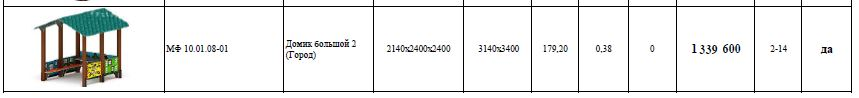 МФ 10.01.08-01
Домик большой 2
(Город)
2140х2400х2400
3140х3400
179,20
0,38
0
1 339 600
2-14
да